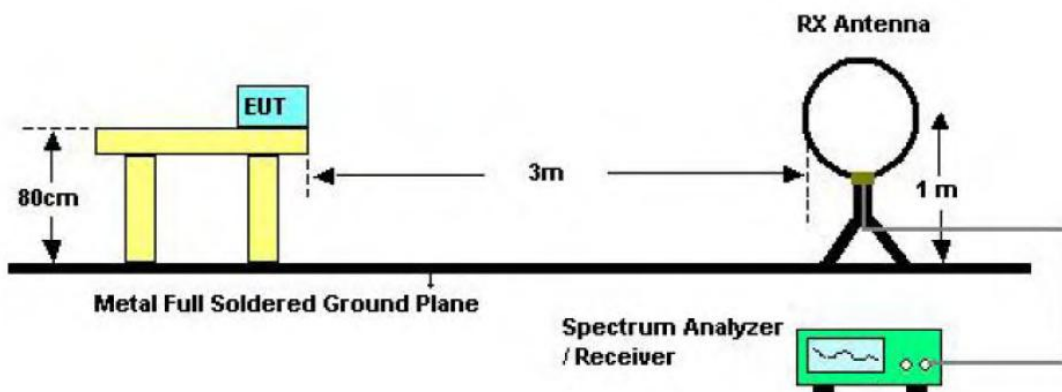 RX Antenna
EUT
3m
80cm
1 m
Metal Full Soldered Ground Plane
Spectrum Analyzer
/ Receiver